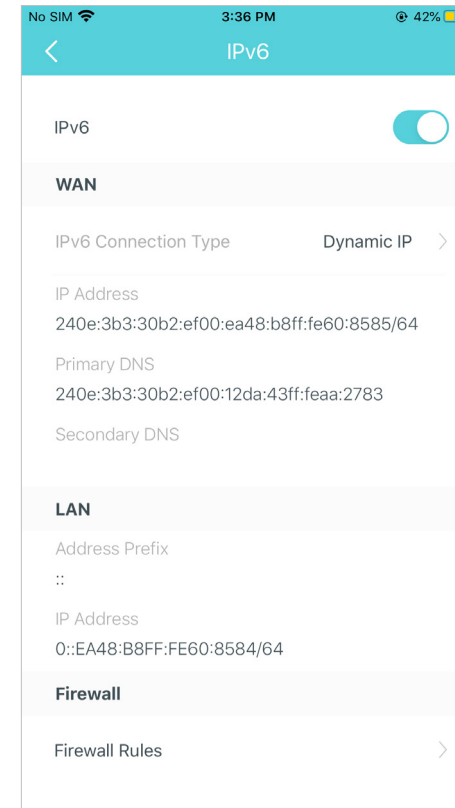 No SIM 3:36 PM 42%
IPv6
IPv6
WAN
IPv6 Connection Type Dynamic IP
IP Address
240e:3b3:30b2:ef00:ea48:b8ff:fe60:8585/64
Primary DNS
240e:3b3:30b2:ef00:12da:43ff:feaa:2783
Secondary DNS
LAN
Address Prefix
::
IP Address
0::EA48:B8FF:FE60:8584/64
Firewall
Firewall Rules